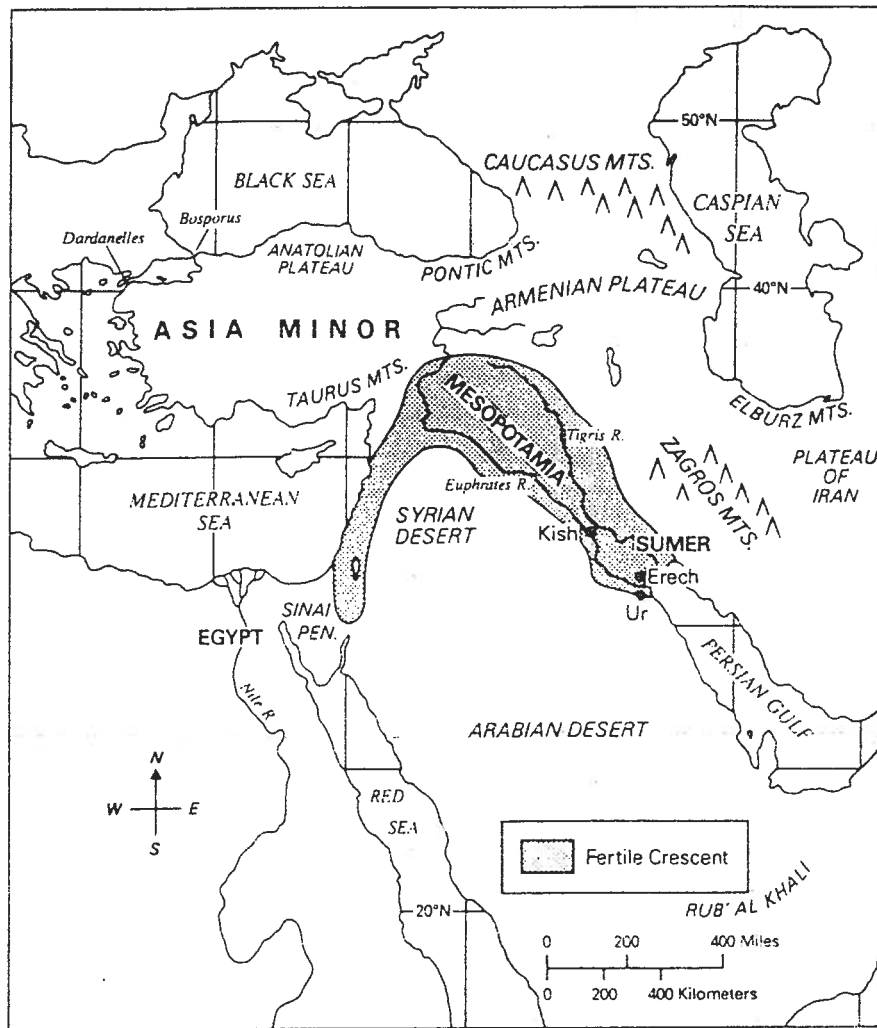 50°N
CAUCASUS MTS.
BLACK SEA
CASPIAN
SEA
Bosporus
Dardanelles
ANATOLIAN
PLATEAU
PONTIC MTS.
ARMENIAN PLATEAU
40°N
ASIA MINOR
TAURUS MTS.
MESOPOTAMIA
ELBURZ MTS.
Tigris R.
ZAGROS MTS.
PLATEAU
OF
IRAN
Euphrates R.
MEDITERRANEAN
SEA
SYRIAN
DESERT
Kish
SUMER
Erech
Ur
SINAI
PEN.
EGYPT
Nile R
PERSIAN GULF
ARABIAN DESERT
N
W E
S
RED
SEA
Fertile Crescent
RUB' AL KHALI
20°N
0 200 400 Miles
0 200 400 Kilometers